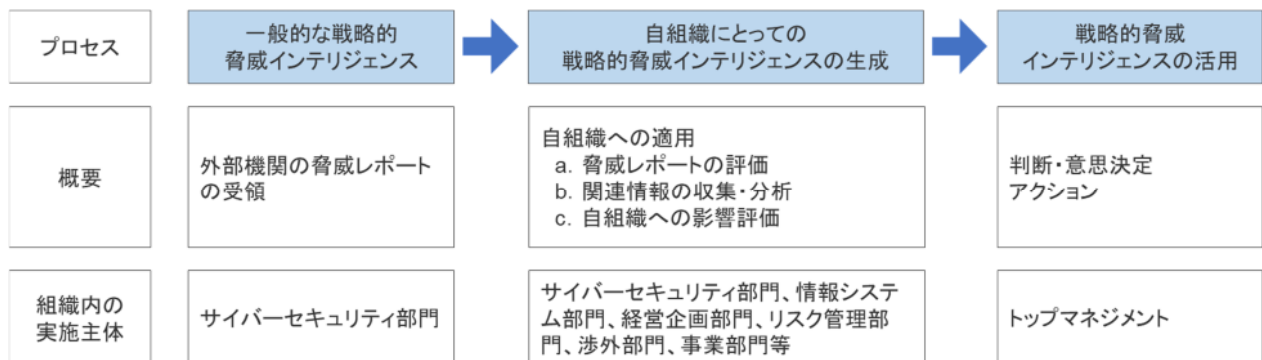 プロセス
一般的な戦略的
脅威インテリジェンス
自組織にとっての
戦略的脅威インテリジェンスの生成
戦略的脅威
インテリジェンスの活用
概要
外部機関の脅威レポート
の受領
自組織への適用
a. 脅威レポートの評価
b. 関連情報の収集・分析
c. 自組織への影響評価
判断・意思決定
アクション
組織内の
実施主体
サイバーセキュリティ部門
サイバーセキュリティ部門、情報システ
ム部門、経営企画部門、リスク管理部
門、渉外部門、事業部門等
トップマネジメント